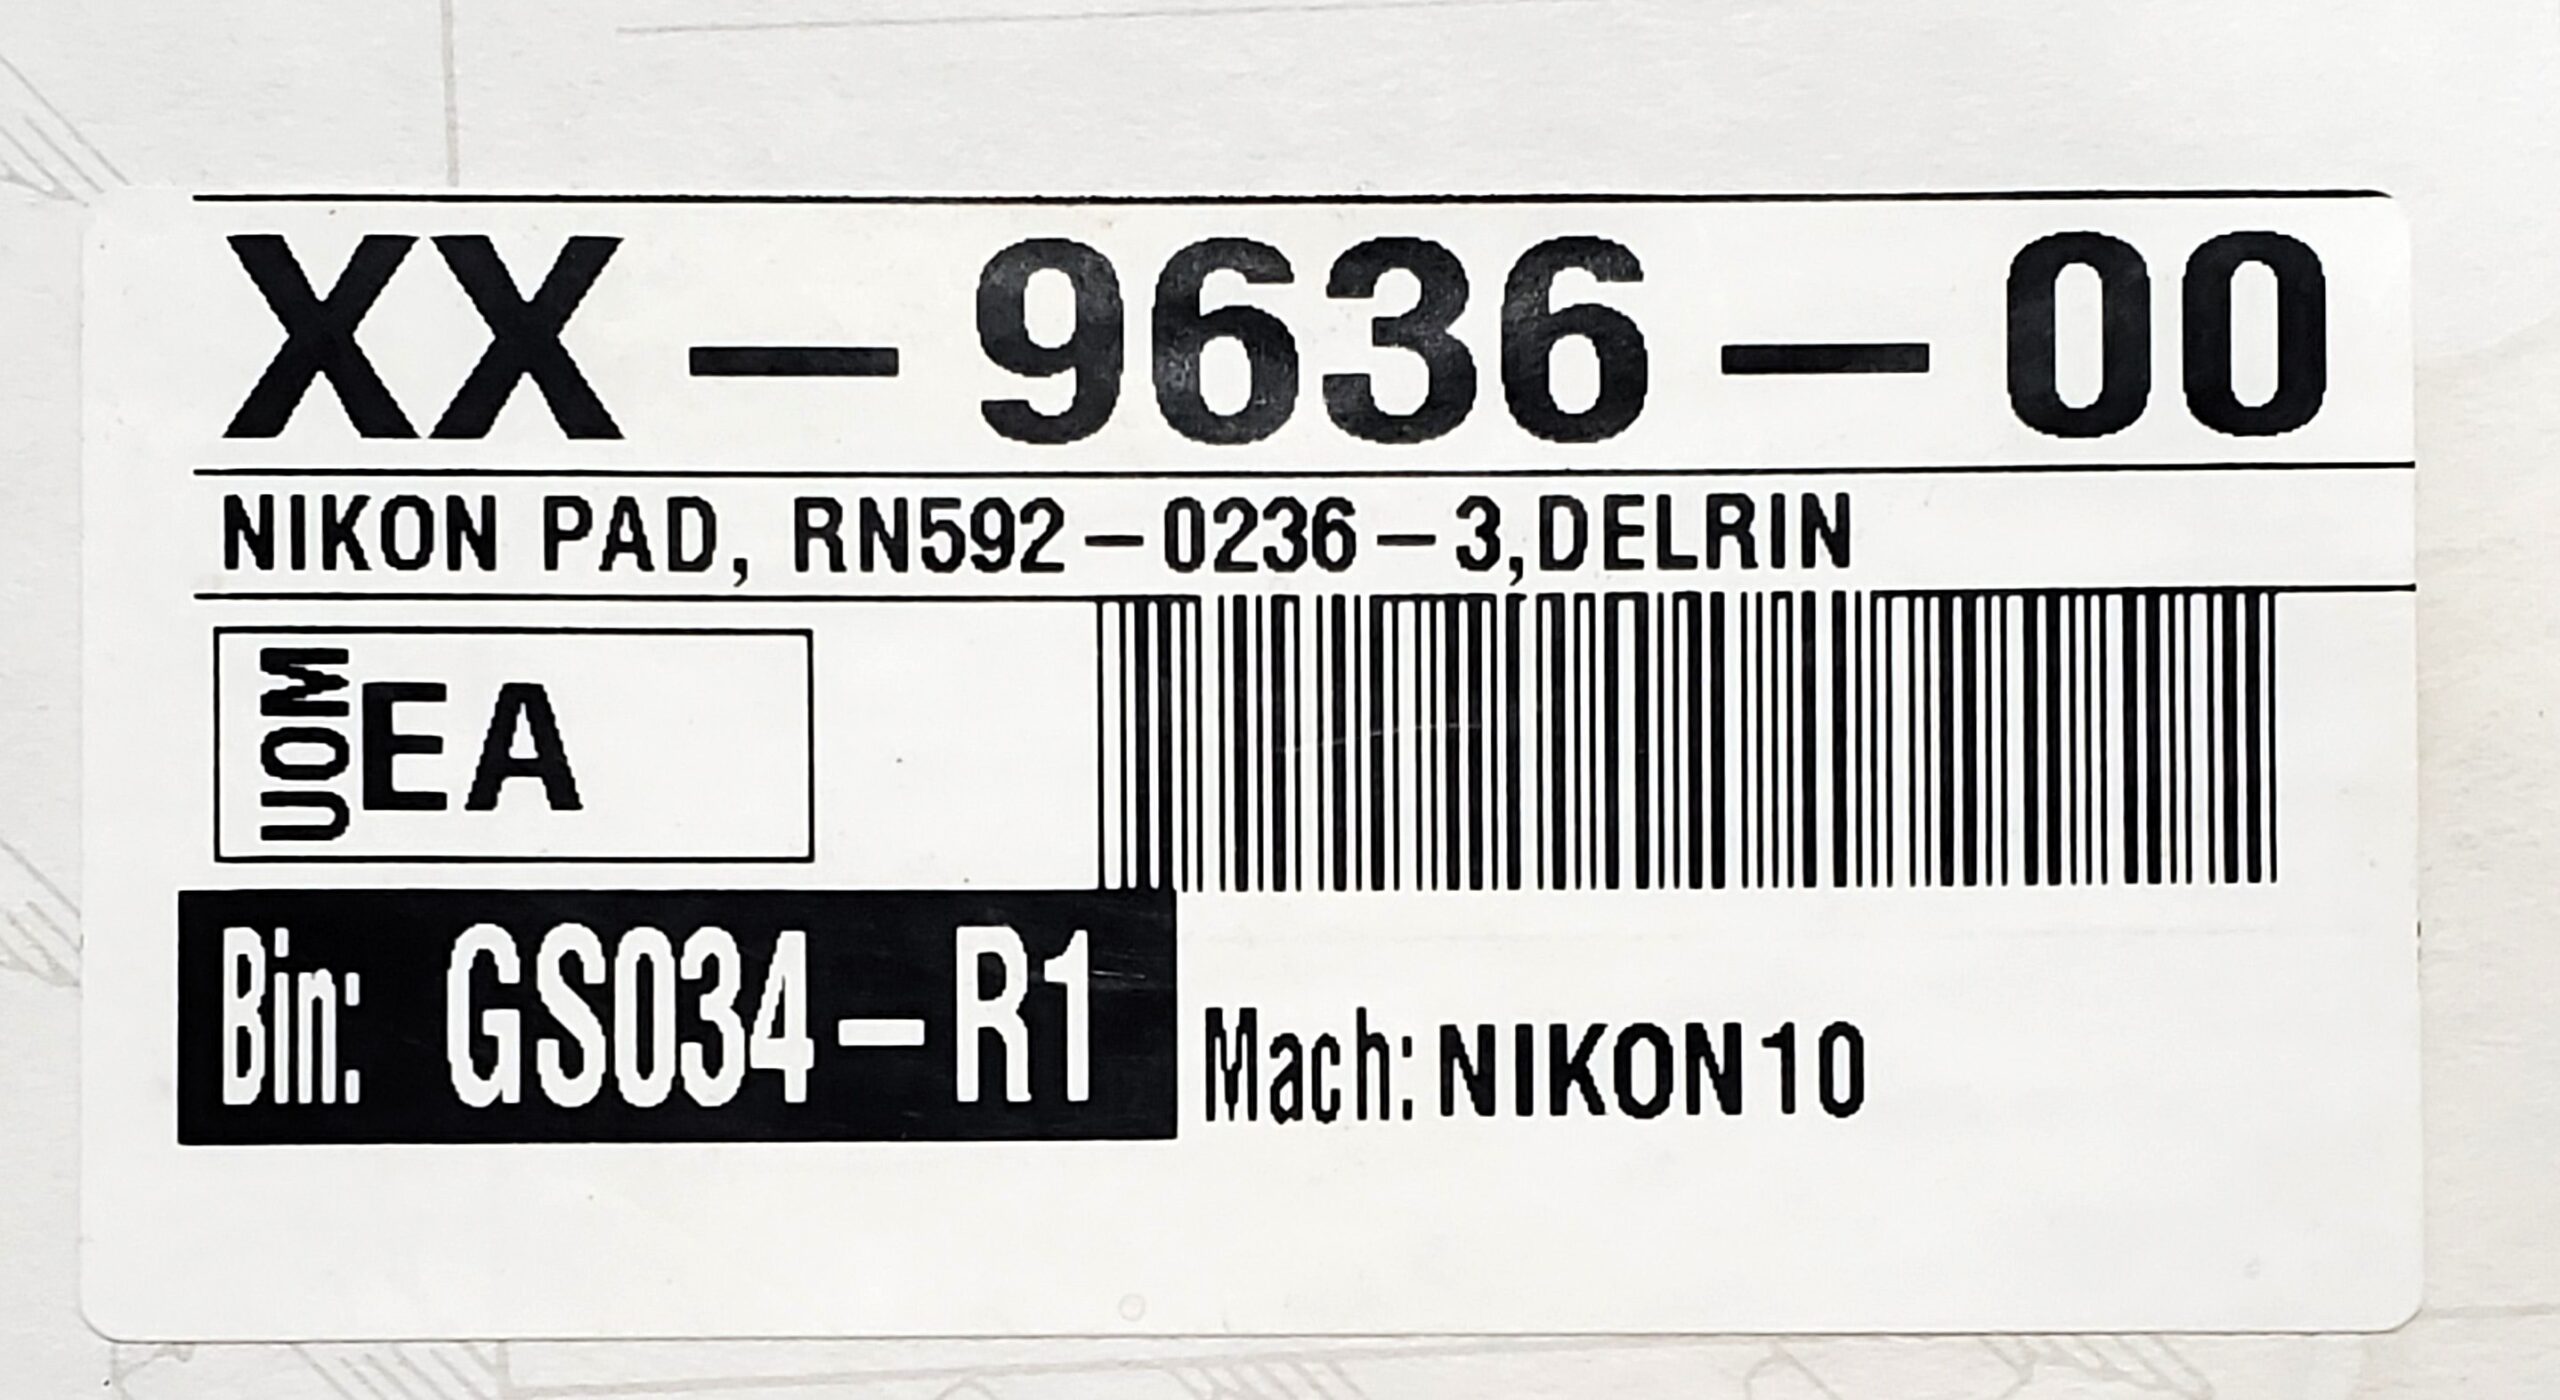 XX-9636-00
NIKON PAD, RN592-0236-3,DELRIN
UOM EA
Bin: GS034-R1
Mach: NIKON10